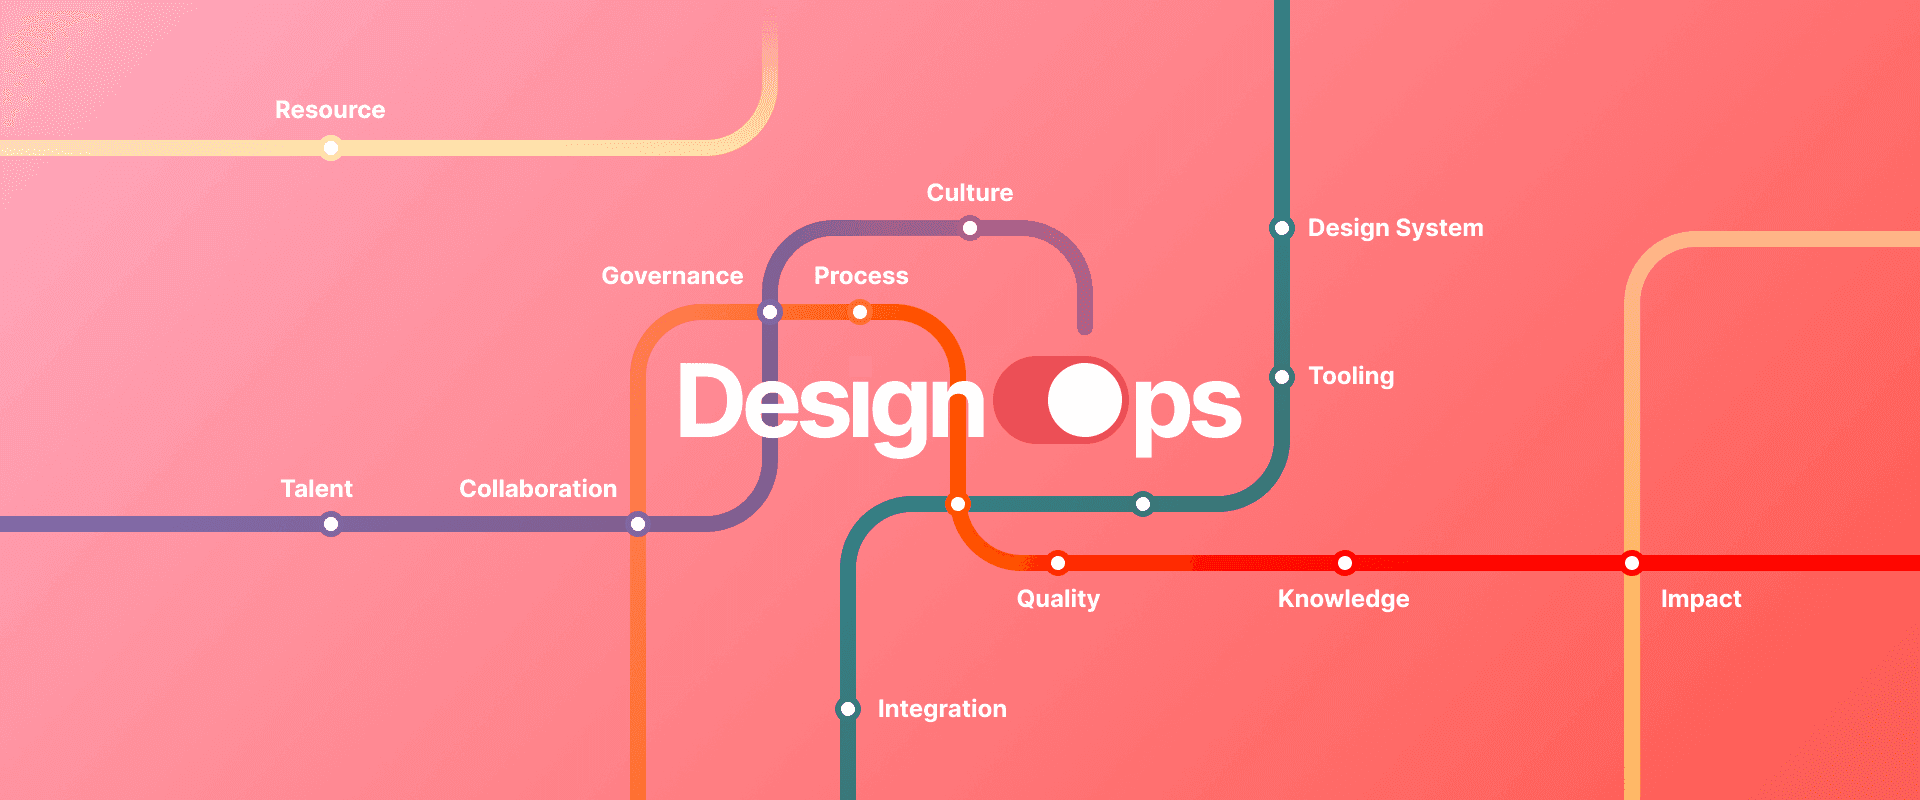 Resource
Culture
Design System
Governance
Process
Tooling
DesignOps
Talent
Collaboration
Quality
Knowledge
Impact
Integration